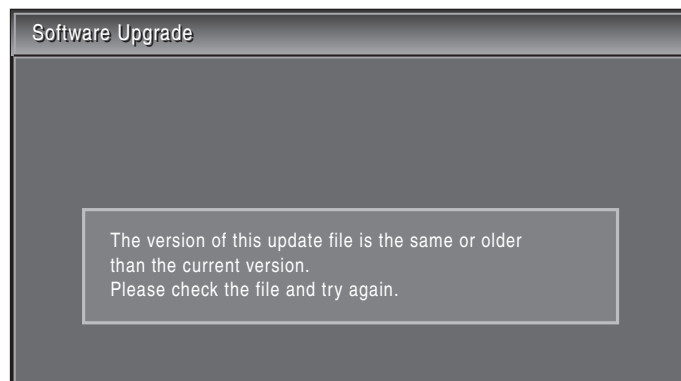 Software Upgrade
The version of this update file is the same or older
than the current version.
Please check the file and try again.